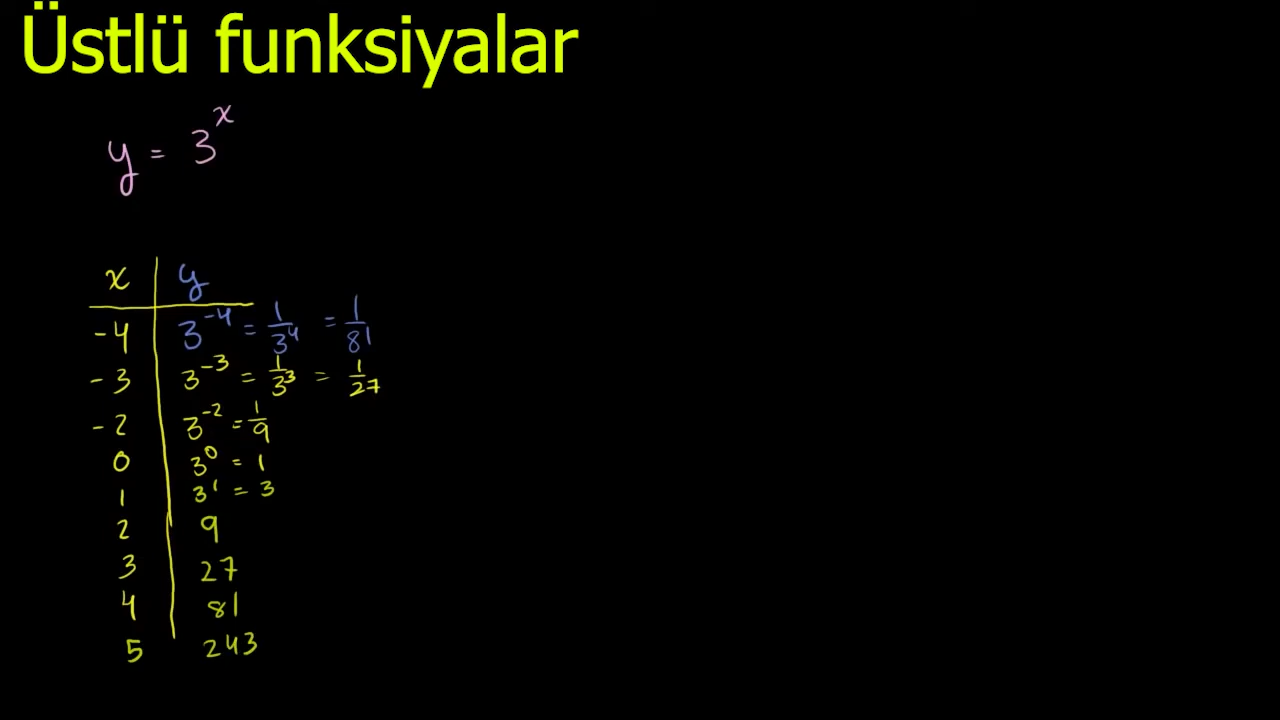 Üstlü funksiyalar
y = 3^x
x y
-4 3^-4 = 1/3^4 = 1/81
-3 3^-3 = 1/3^3 = 1/27
-2 3^-2 = 1/9
0 3^0 = 1
1 3^1 = 3
2 9
3 27
4 81
5 243